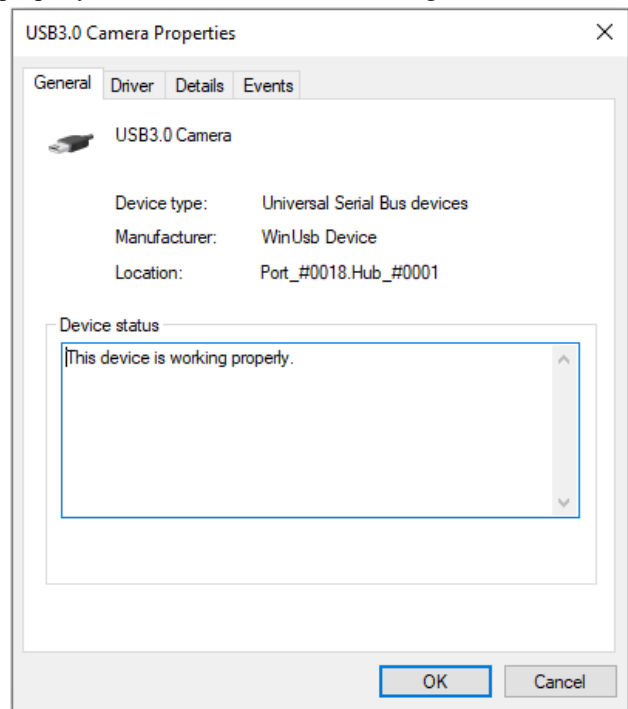 USB3.0 Camera Properties
General Driver Details Events
USB3.0 Camera
Device type: Universal Serial Bus devices
Manufacturer: WinUsb Device
Location: Port_#0018.Hub_#0001
Device status
This device is working properly.
OK Cancel